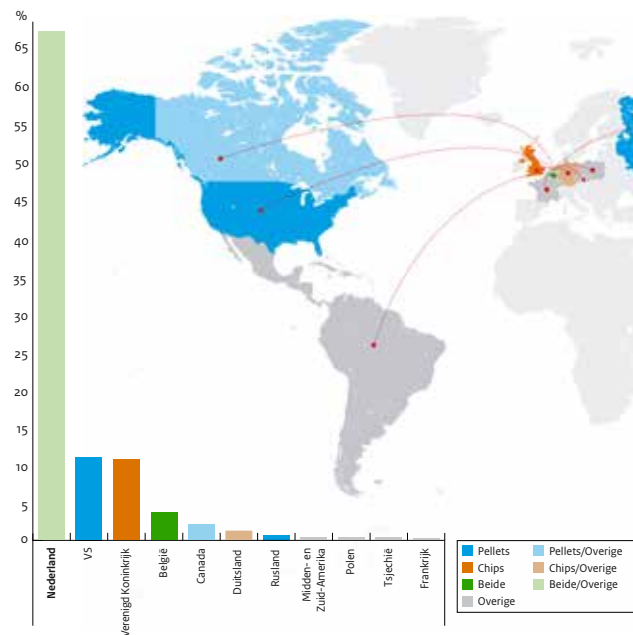 %
65
60
55
50
45
40
35
30
25
20
15
10
5
0
Nederland
VS
Verenigd Koninkrijk
België
Canada
Duitsland
Rusland
Midden- en
Zuid-Amerika
Polen
Tsjechië
Frankrijk
Pellets
Pellets/Overige
Chips
Chips/Overige
Beide
Beide/Overige
Overige